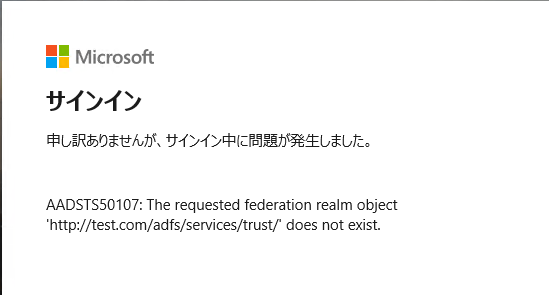 Microsoft
サインイン
申し訳ありませんが、サインイン中に問題が発生しました。
AADSTS50107: The requested federation realm object
'http://test.com/adfs/services/trust/' does not exist.